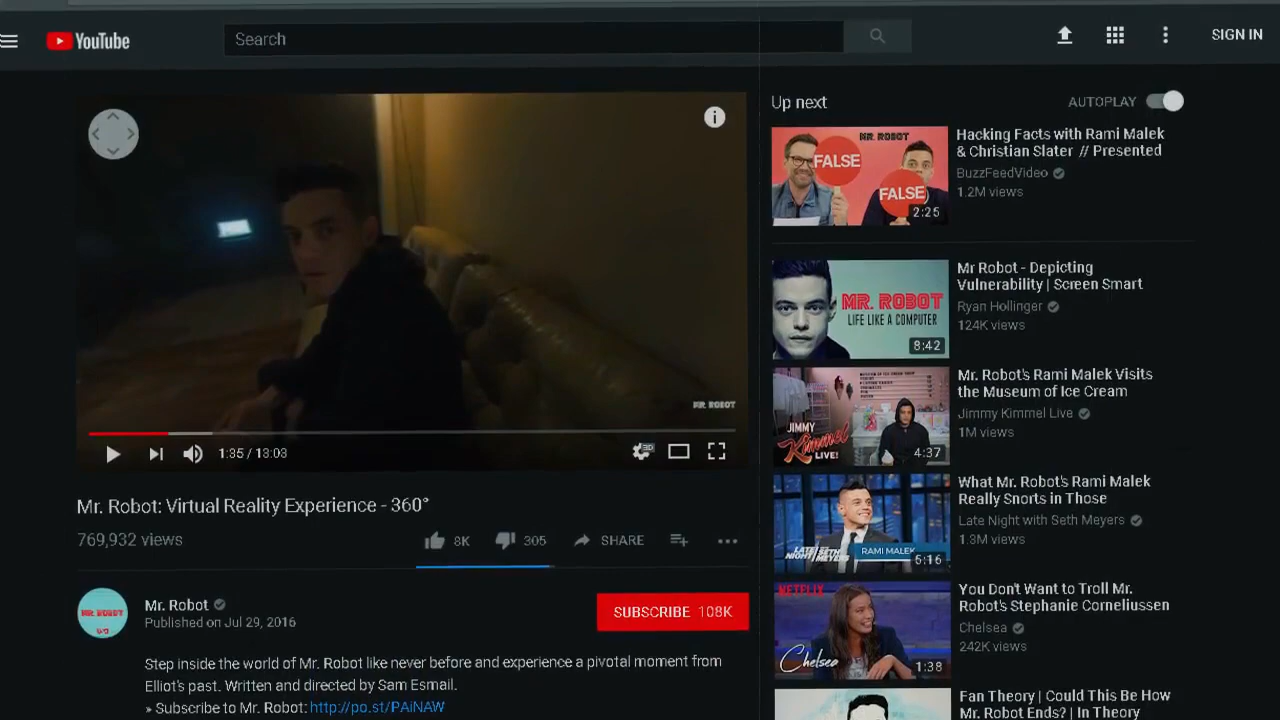 YouTube
Search
SIGN IN
MR. ROBOT
1:35 / 13:03
Mr. Robot: Virtual Reality Experience - 360°
769,932 views
8K
305
SHARE
Mr. Robot
Published on Jul 29, 2016
SUBSCRIBE 108K
MR. ROBOT
Step inside the world of Mr. Robot like never before and experience a pivotal moment from
Elliot's past. Written and directed by Sam Esmail.
» Subscribe to Mr. Robot: http://po.st/PAiNAW
Up next
AUTOPLAY
MR. ROBOT
FALSE
FALSE
2:25
Hacking Facts with Rami Malek
& Christian Slater // Presented
BuzzFeedVideo
1.2M views
MR. ROBOT
LIFE LIKE A COMPUTER
8:42
Mr Robot - Depicting
Vulnerability | Screen Smart
Ryan Hollinger
124K views
JIMMY
Kimmel
LIVE!
4:37
Mr. Robot's Rami Malek Visits
the Museum of Ice Cream
Jimmy Kimmel Live
1M views
LATE
NIGHT
SETH
MEYERS
RAMI MALEK
5:16
What Mr. Robot's Rami Malek
Really Snorts in Those
Late Night with Seth Meyers
1.3M views
NETFLIX
Chelsea
1:38
You Don't Want to Troll Mr.
Robot's Stephanie Corneliussen
Chelsea
242K views
Fan Theory | Could This Be How
Mr. Robot Ends? | In Theory